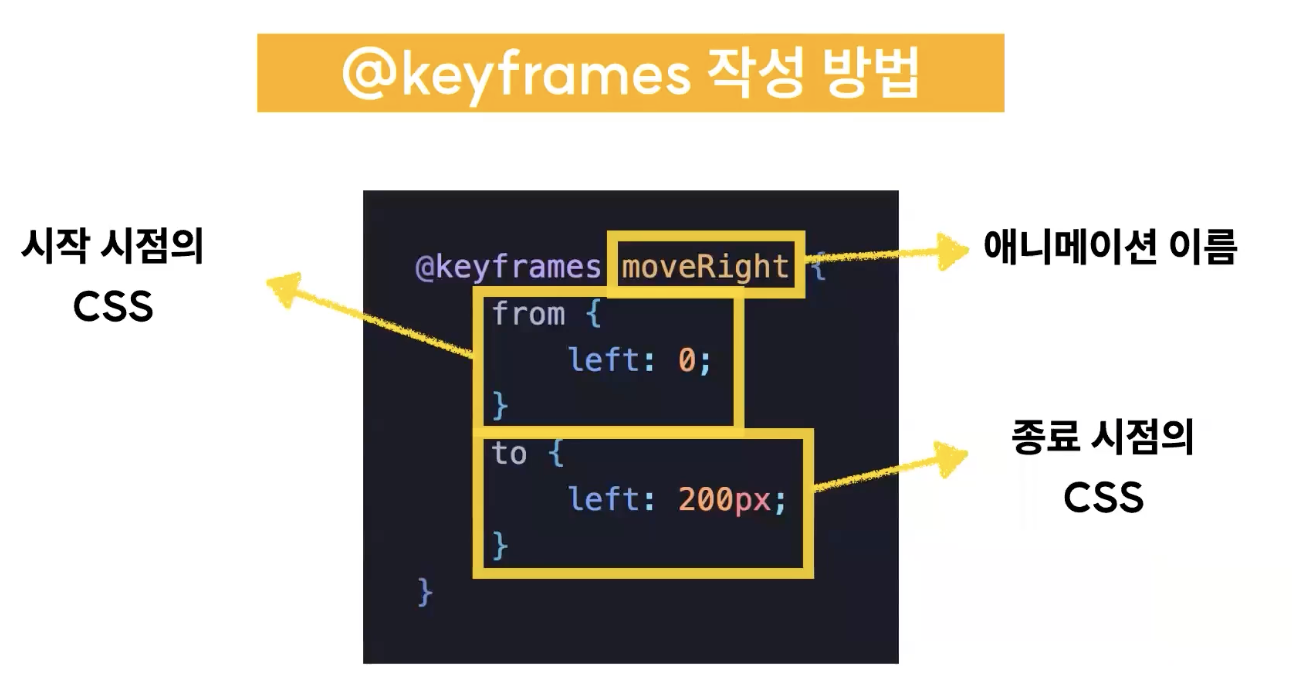 @keyframes 작성 방법
시작 시점의
CSS
@keyframes moveRight {
from {
left: 0;
}
to {
left: 200px;
}
}
애니메이션 이름
종료 시점의
CSS